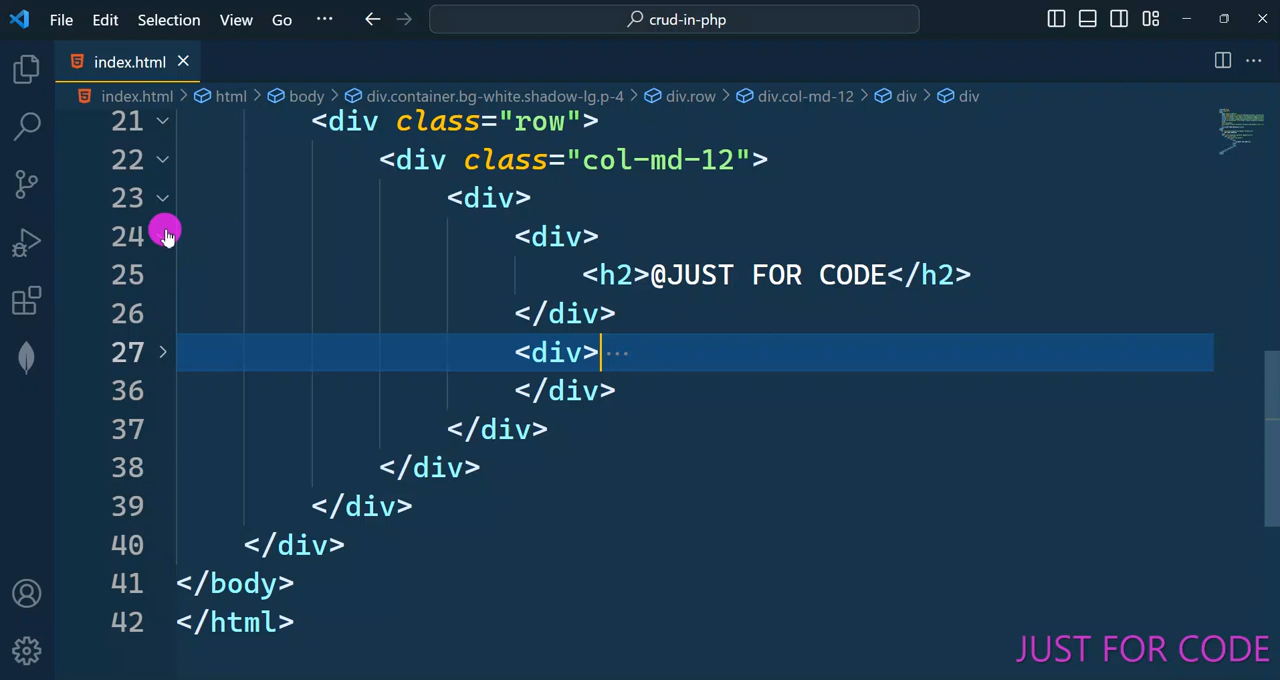 File Edit Selection View Go ··· crud-in-php
index.html
index.html > html > body > div.container.bg-white.shadow-lg.p-4 > div.row > div.col-md-12 > div > div
21 <div class="row">
22 <div class="col-md-12">
23 <div>
24 <div>
25 <h2>@JUST FOR CODE</h2>
26 </div>
27 <div>···
36 </div>
37 </div>
38 </div>
39 </div>
40 </div>
41 </body>
42 </html>
JUST FOR CODE